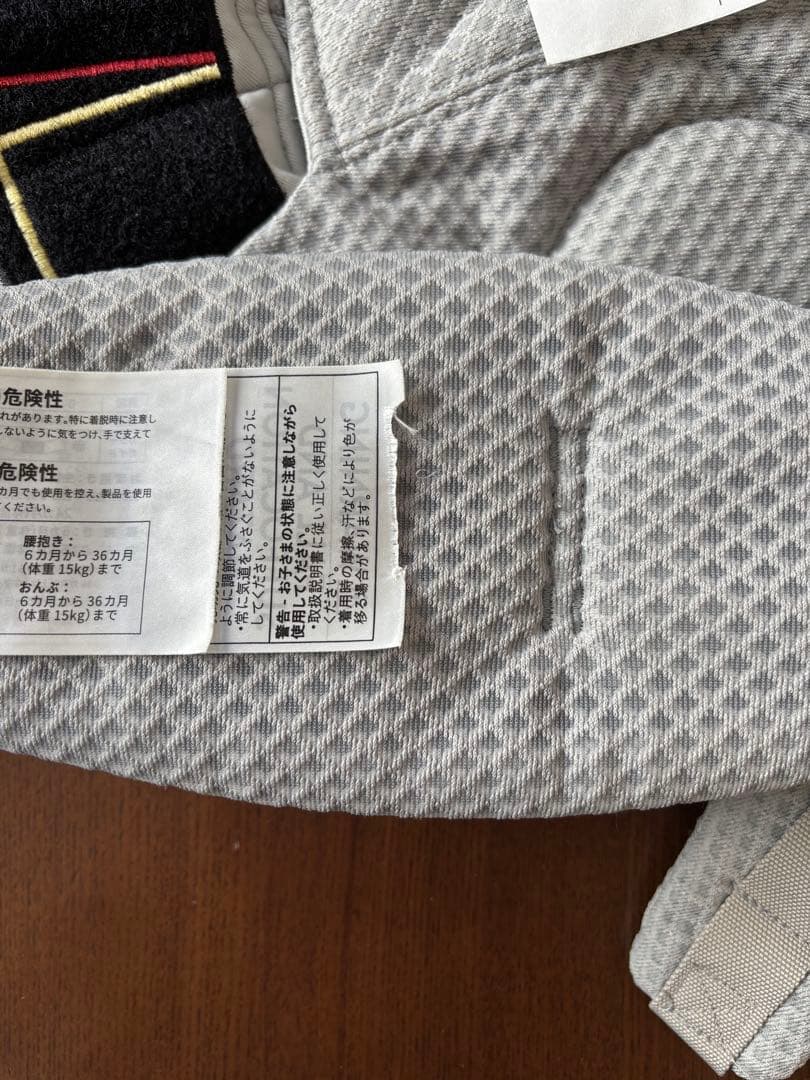 危険性
れがあります。特に着脱時に注意し
しないように気をつけ、手で支えて
危険性
カ月でも使用を控え、製品を使用
てください。
腰抱き：
6カ月から36カ月
（体重15kg）まで
おんぶ：
6カ月から36カ月
（体重15kg）まで
ように調節してください。
・常に気道をふさぐことがないように
してください。
警告 - お子さまの状態に注意しながら
使用してください。
・取扱説明書に従い正しく使用して
ください。
・着用時の摩擦、汗などにより色が
移る場合があります。